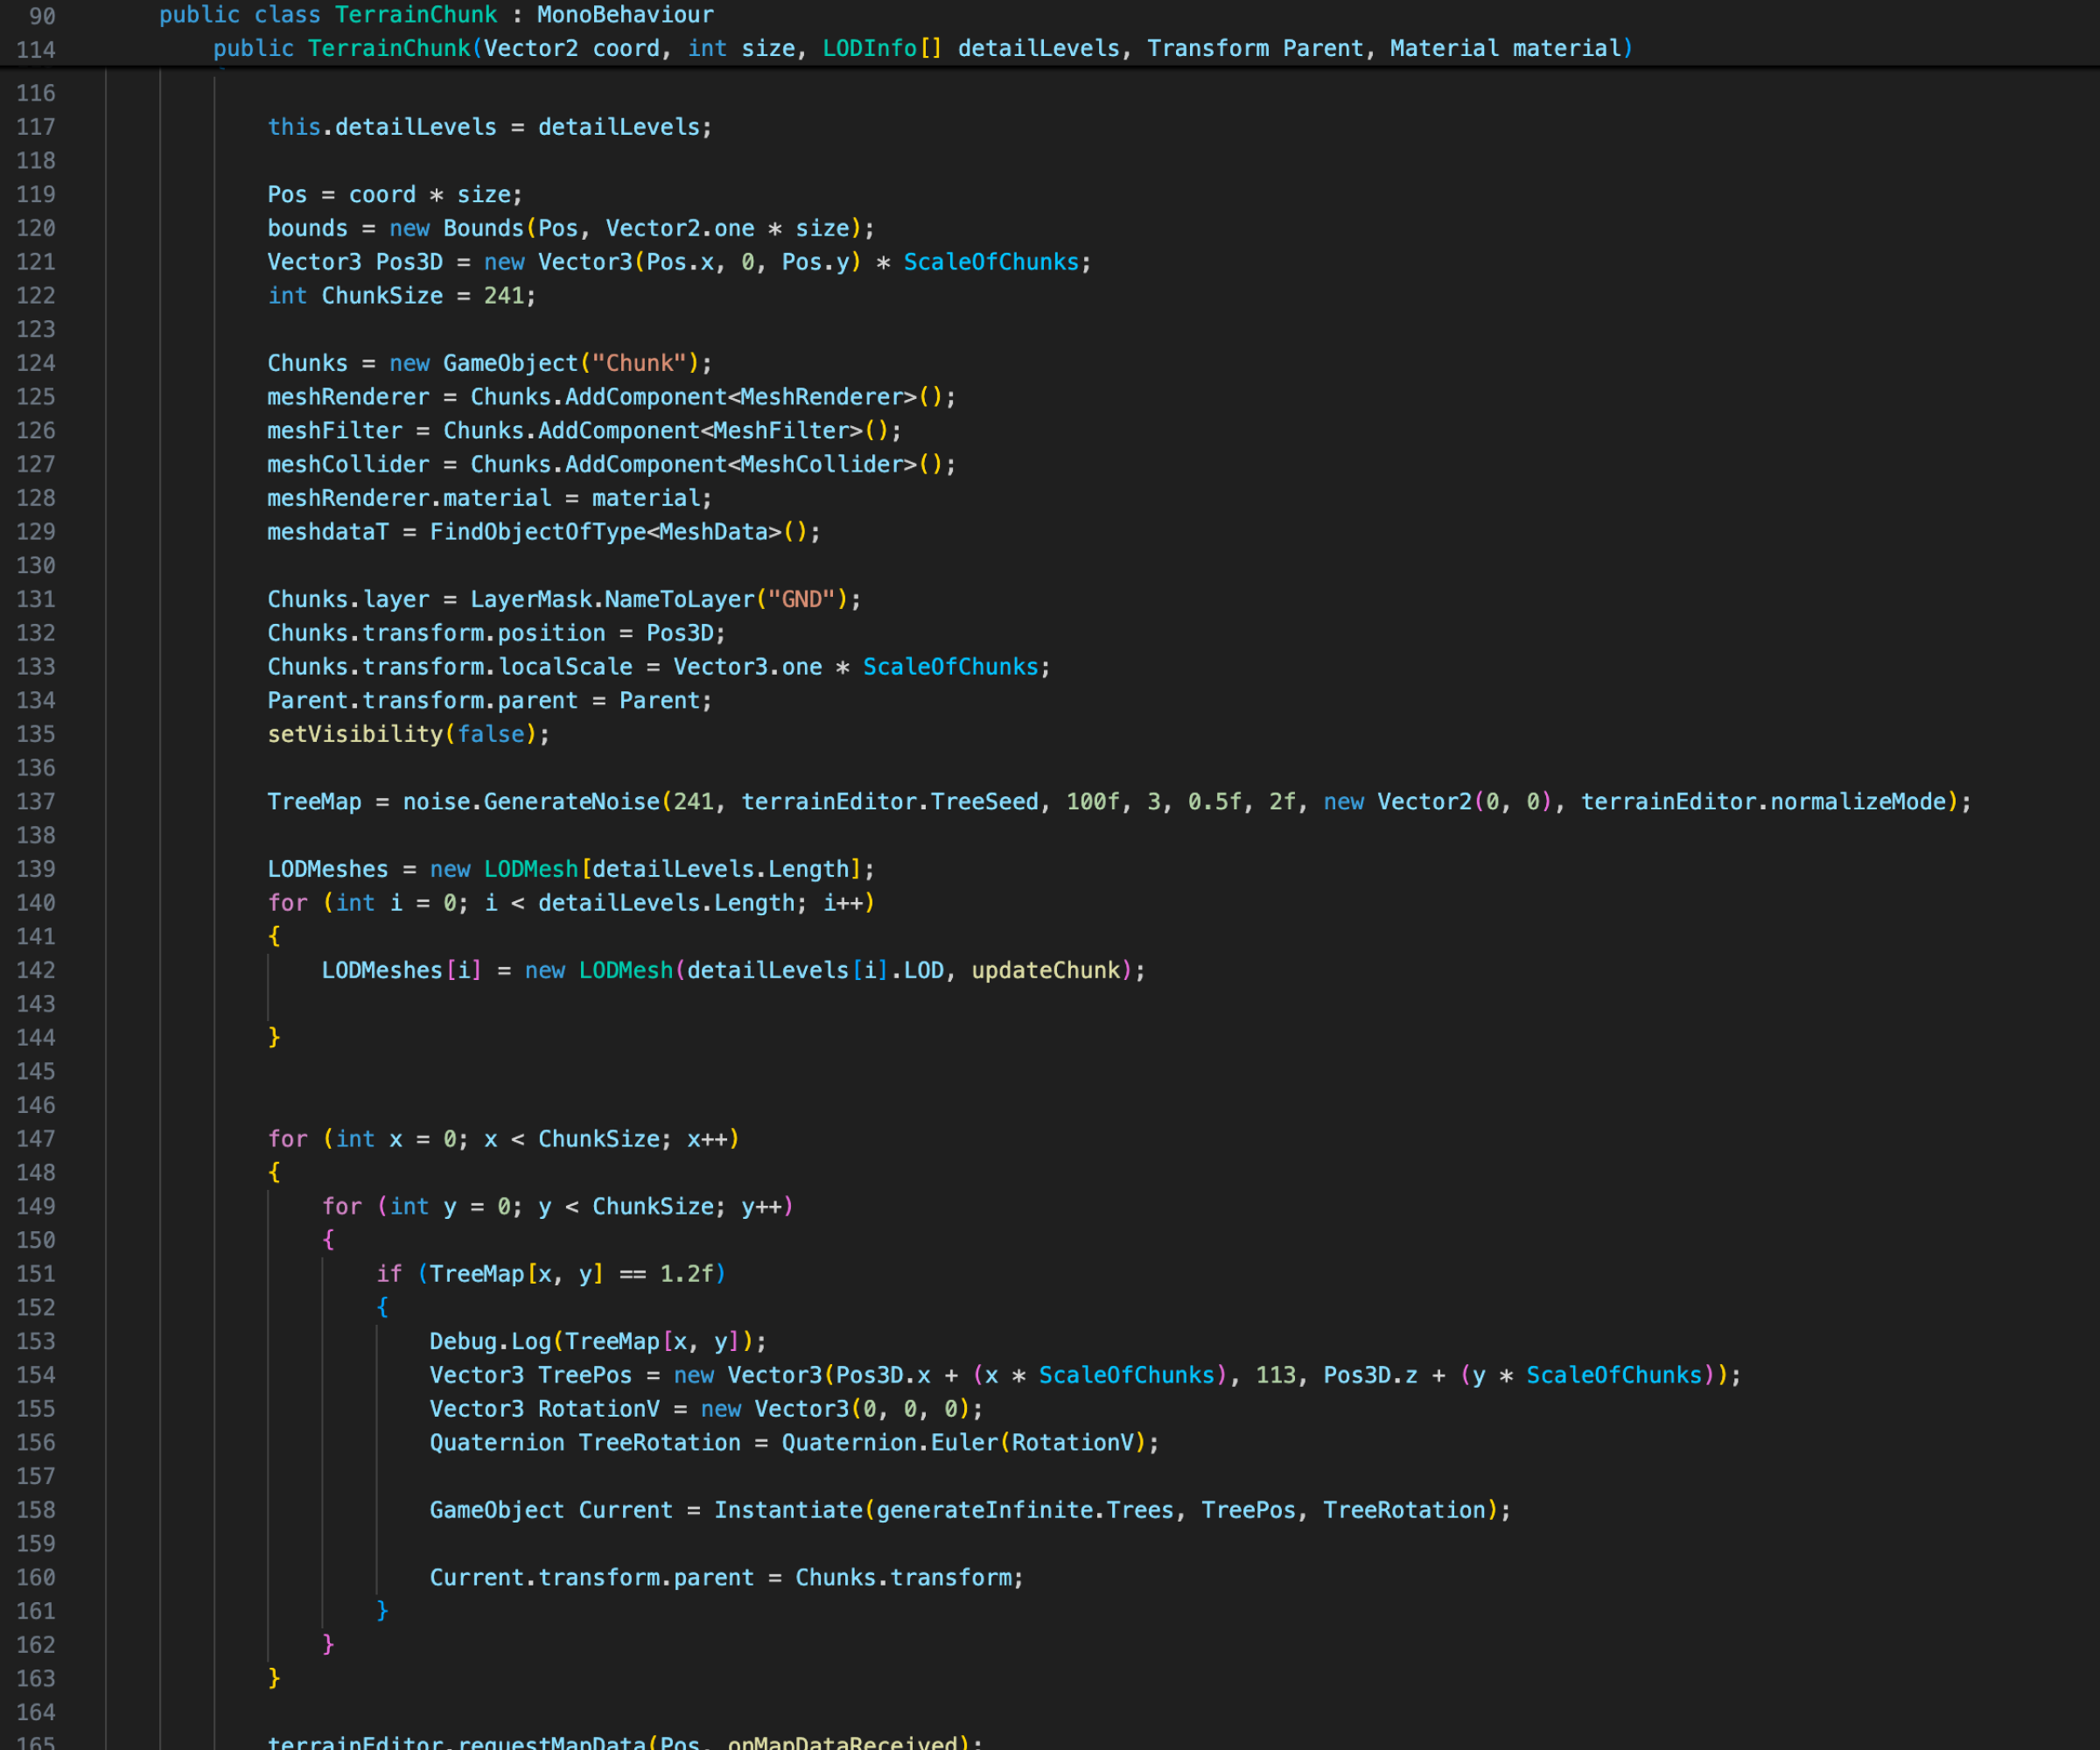 90 public class TerrainChunk : MonoBehaviour
114 public TerrainChunk(Vector2 coord, int size, LODInfo[] detailLevels, Transform Parent, Material material)
116
117 this.detailLevels = detailLevels;
118
119 Pos = coord * size;
120 bounds = new Bounds(Pos, Vector2.one * size);
121 Vector3 Pos3D = new Vector3(Pos.x, 0, Pos.y) * ScaleOfChunks;
122 int ChunkSize = 241;
123
124 Chunks = new GameObject("Chunk");
125 meshRenderer = Chunks.AddComponent<MeshRenderer>();
126 meshFilter = Chunks.AddComponent<MeshFilter>();
127 meshCollider = Chunks.AddComponent<MeshCollider>();
128 meshRenderer.material = material;
129 meshdataT = FindObjectOfType<MeshData>();
130
131 Chunks.layer = LayerMask.NameToLayer("GND");
132 Chunks.transform.position = Pos3D;
133 Chunks.transform.localScale = Vector3.one * ScaleOfChunks;
134 Parent.transform.parent = Parent;
135 setVisibility(false);
136
137 TreeMap = noise.GenerateNoise(241, terrainEditor.TreeSeed, 100f, 3, 0.5f, 2f, new Vector2(0, 0), terrainEditor.normalizeMode);
138
139 LODMeshes = new LODMesh[detailLevels.Length];
140 for (int i = 0; i < detailLevels.Length; i++)
141 {
142 LODMeshes[i] = new LODMesh(detailLevels[i].LOD, updateChunk);
143
144 }
145
146
147 for (int x = 0; x < ChunkSize; x++)
148 {
149 for (int y = 0; y < ChunkSize; y++)
150 {
151 if (TreeMap[x, y] == 1.2f)
152 {
153 Debug.Log(TreeMap[x, y]);
154 Vector3 TreePos = new Vector3(Pos3D.x + (x * ScaleOfChunks), 113, Pos3D.z + (y * ScaleOfChunks));
155 Vector3 RotationV = new Vector3(0, 0, 0);
156 Quaternion TreeRotation = Quaternion.Euler(RotationV);
157
158 GameObject Current = Instantiate(generateInfinite.Trees, TreePos, TreeRotation);
159
160 Current.transform.parent = Chunks.transform;
161 }
162 }
163 }
164
165 terrainEditor.requestMapData(Pos, onMapDataReceived);